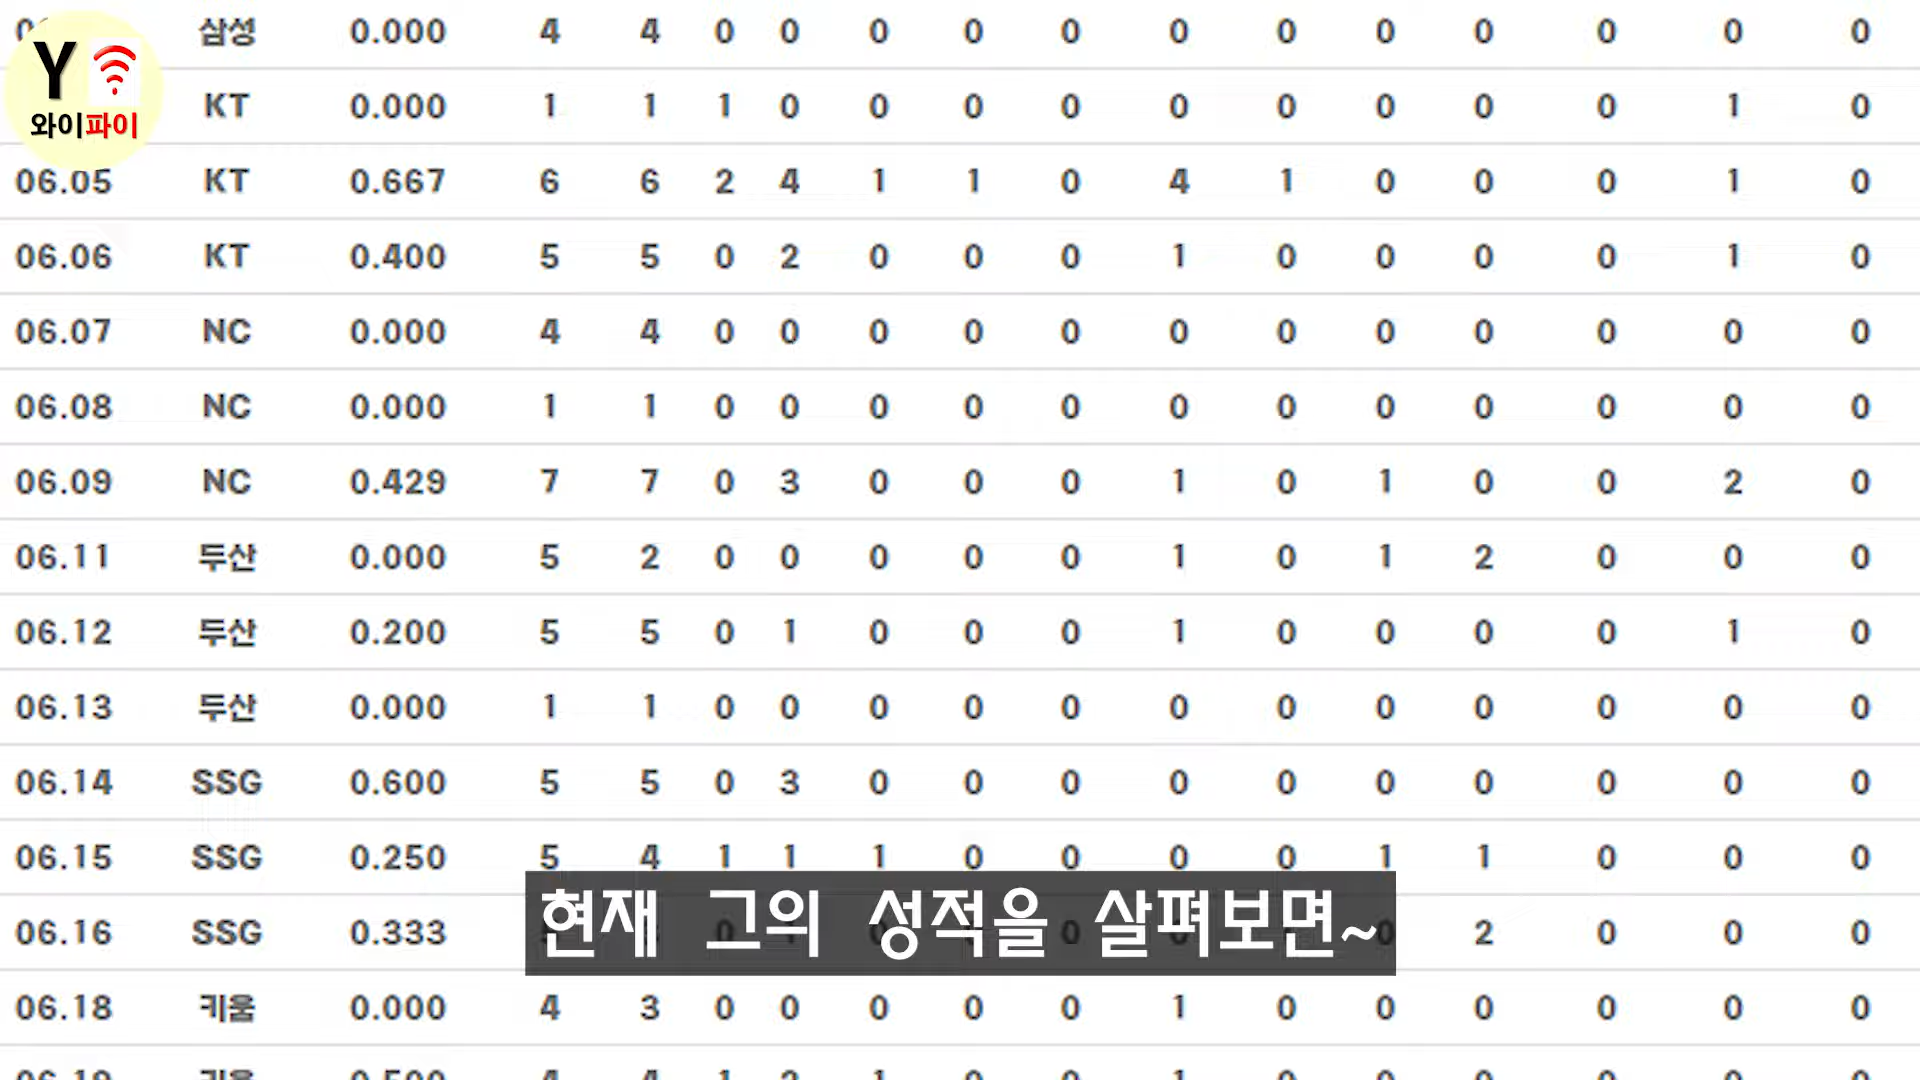 삼성 0.000 4 4 0 0 0 0 0 0 0 0 0 0 0 0
Y
와이파이
KT 0.000 1 1 1 0 0 0 0 0 0 0 0 0 1 0
06.05 KT 0.667 6 6 2 4 1 1 0 4 1 0 0 0 1 0
06.06 KT 0.400 5 5 0 2 0 0 0 1 0 0 0 0 1 0
06.07 NC 0.000 4 4 0 0 0 0 0 0 0 0 0 0 0 0
06.08 NC 0.000 1 1 0 0 0 0 0 0 0 0 0 0 0 0
06.09 NC 0.429 7 7 0 3 0 0 0 1 0 1 0 0 2 0
06.11 두산 0.000 5 2 0 0 0 0 0 1 0 1 2 0 0 0
06.12 두산 0.200 5 5 0 1 0 0 0 1 0 0 0 0 1 0
06.13 두산 0.000 1 1 0 0 0 0 0 0 0 0 0 0 0 0
06.14 SSG 0.600 5 5 0 3 0 0 0 0 0 0 0 0 0 0
06.15 SSG 0.250 5 4 1 1 1 0 0 0 0 1 1 0 0 0
06.16 SSG 0.333 2 0 0 0
현재 그의 성적을 살펴보면~
06.18 키움 0.000 4 3 0 0 0 0 0 1 0 0 0 0 0 0